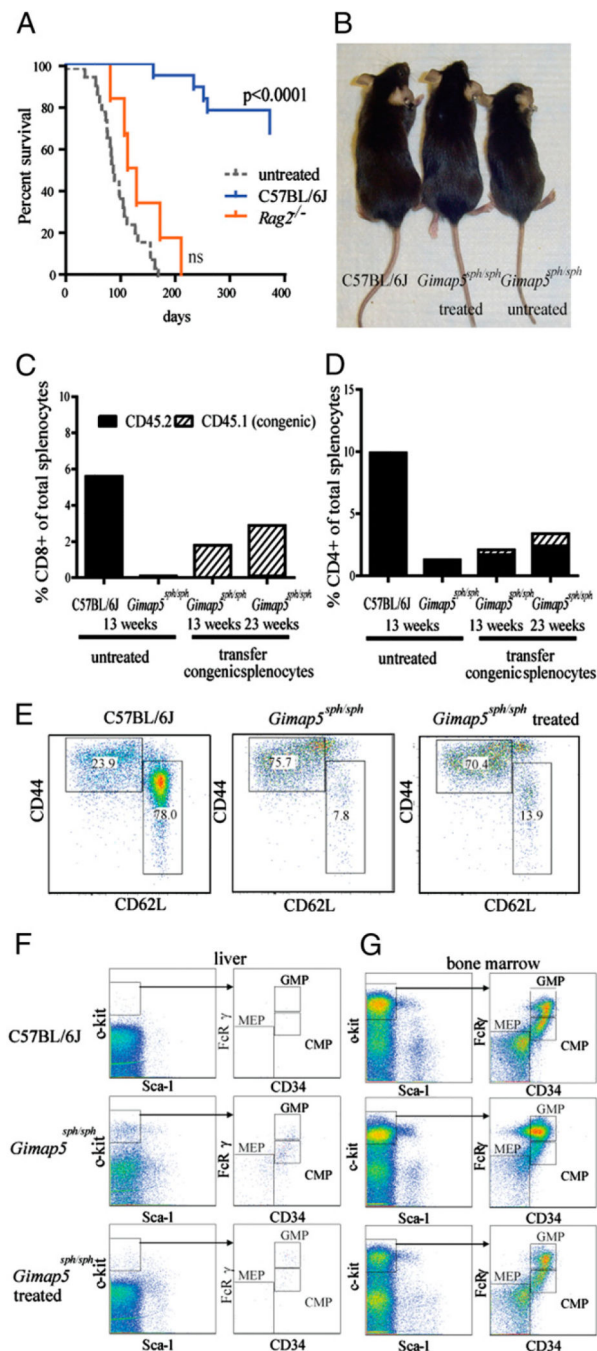 A
Percent survival
100
80
60
40
20
0
0 100 200 300 400
days
p<0.0001
untreated
C57BL/6J
Rag2-/-
ns
B
C57BL/6J Gimap5sph/sph Gimap5sph/sph
treated untreated
C
% CD8+ of total splenocytes
10
8
6
4
2
0
CD45.2 CD45.1 (congenic)
C57BL/6J Gimap5sph/sph Gimap5sph/sph Gimap5sph/sph
13 weeks 13 weeks 23 weeks
untreated transfer
congenicsplenocytes
D
% CD4+ of total splenocytes
15
10
5
0
C57BL/6J Gimap5sph/sph Gimap5sph/sph Gimap5sph/sph
13 weeks 13 weeks 23 weeks
untreated transfer
congenicsplenocytes
E
C57BL/6J Gimap5sph/sph Gimap5sph/sph treated
CD44 23.9 78.0 CD62L
CD44 75.7 7.8 CD62L
CD44 70.4 13.9 CD62L
F
liver
G
bone marrow
C57BL/6J
c-kit Sca-1 FcR γ MEP GMP CMP CD34
c-kit Sca-1 FcRγ MEP GMP CMP CD34
Gimap5sph/sph
c-kit Sca-1 FcR γ MEP GMP CMP CD34
c-kit Sca-1 FcRγ MEP GMP CMP CD34
Gimap5sph/sph
treated
c-kit Sca-1 FcR γ MEP GMP CMP CD34
c-kit Sca-1 FcRγ MEP GMP CMP CD34